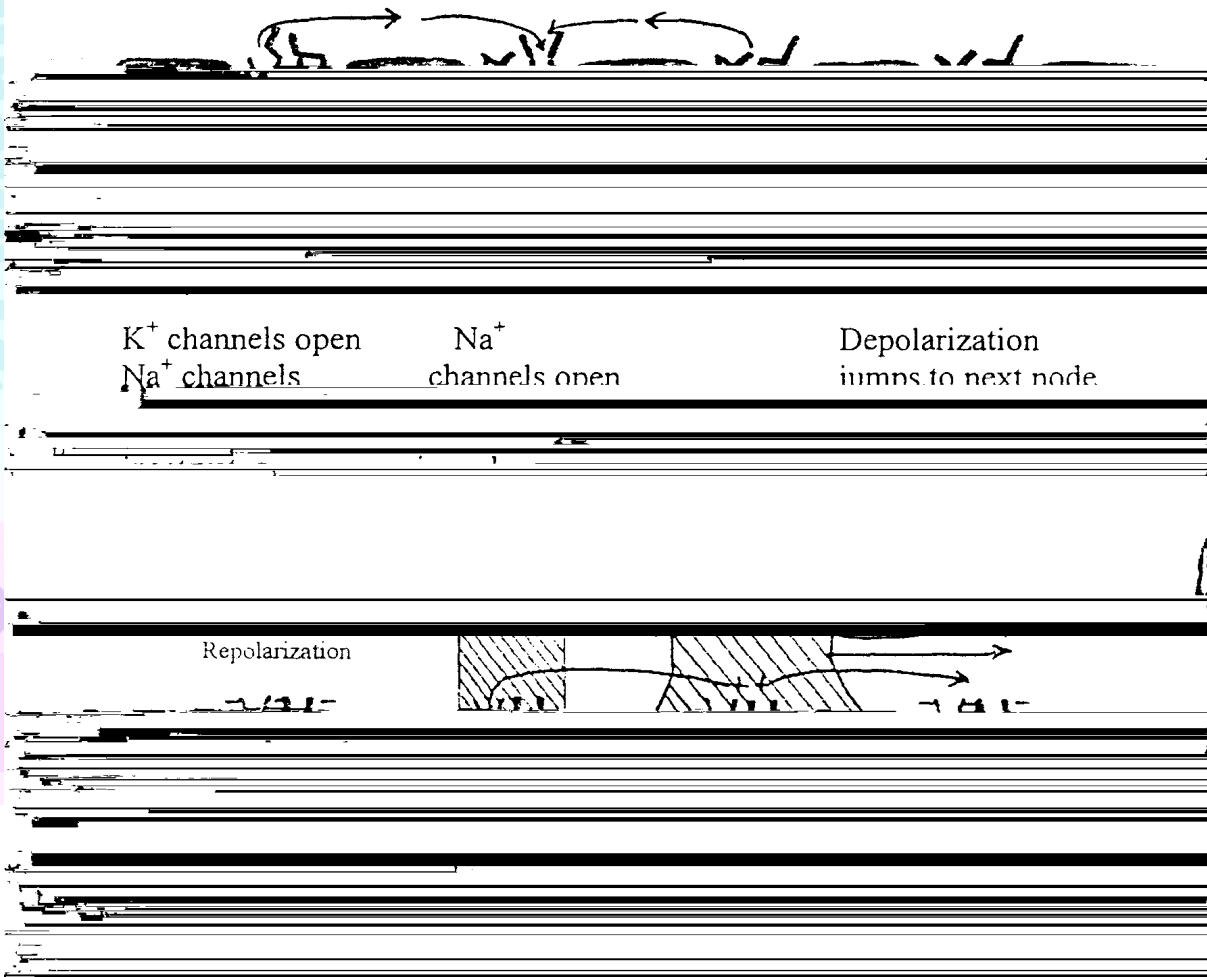 K⁺ channels open Na⁺ Depolarization
Na⁺ channels channels open jumps to next node
Repolarization